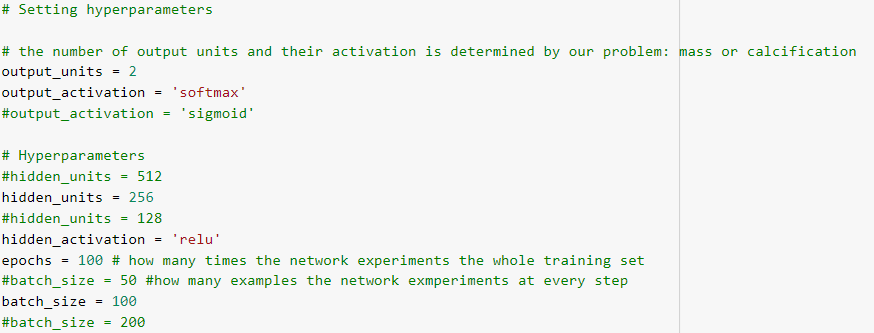 # Setting hyperparameters
# the number of output units and their activation is determined by our problem: mass or calcification
output_units = 2
output_activation = 'softmax'
#output_activation = 'sigmoid'
# Hyperparameters
#hidden_units = 512
hidden_units = 256
#hidden_units = 128
hidden_activation = 'relu'
epochs = 100 # how many times the network experiments the whole training set
#batch_size = 50 #how many examples the network exmperiments at every step
batch_size = 100
#batch_size = 200